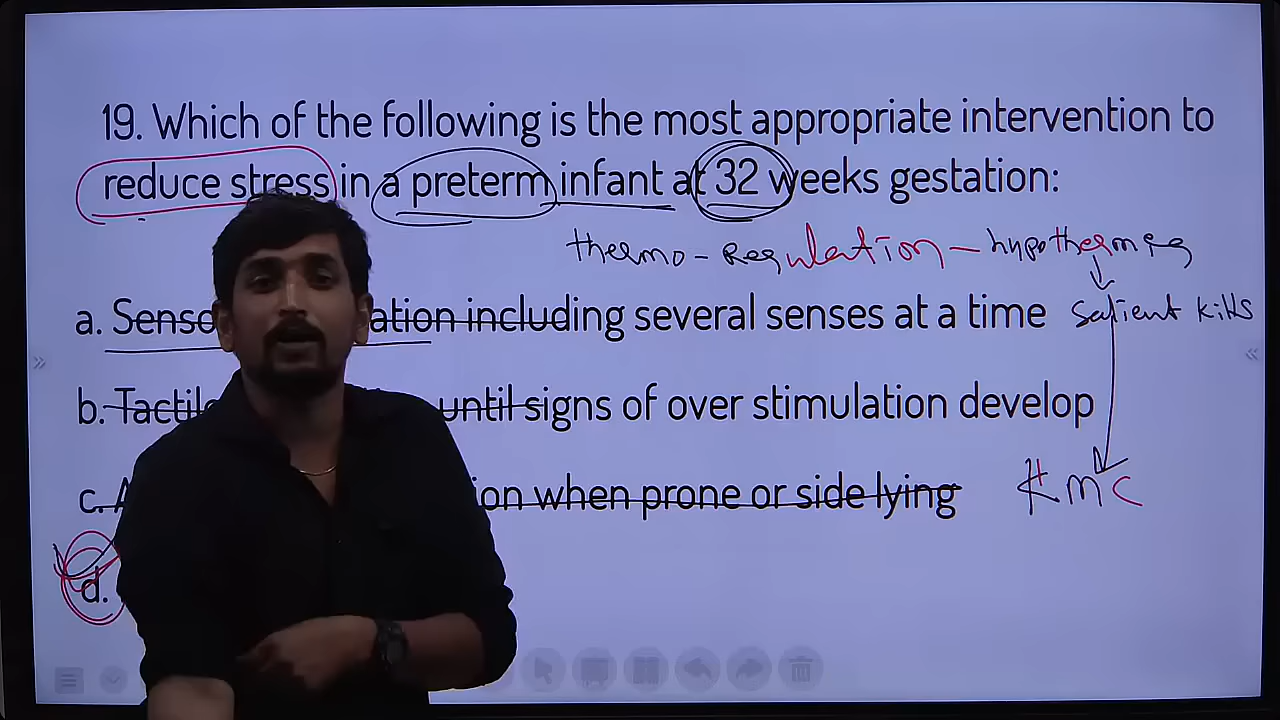 19. Which of the following is the most appropriate intervention to
reduce stress in a preterm infant at 32 weeks gestation:
thermo - Regulation - hypothermia
a. Senso ation including several senses at a time salient kills
b. Tactil until signs of over stimulation develop
c. A ion when prone or side lying KMC
d.